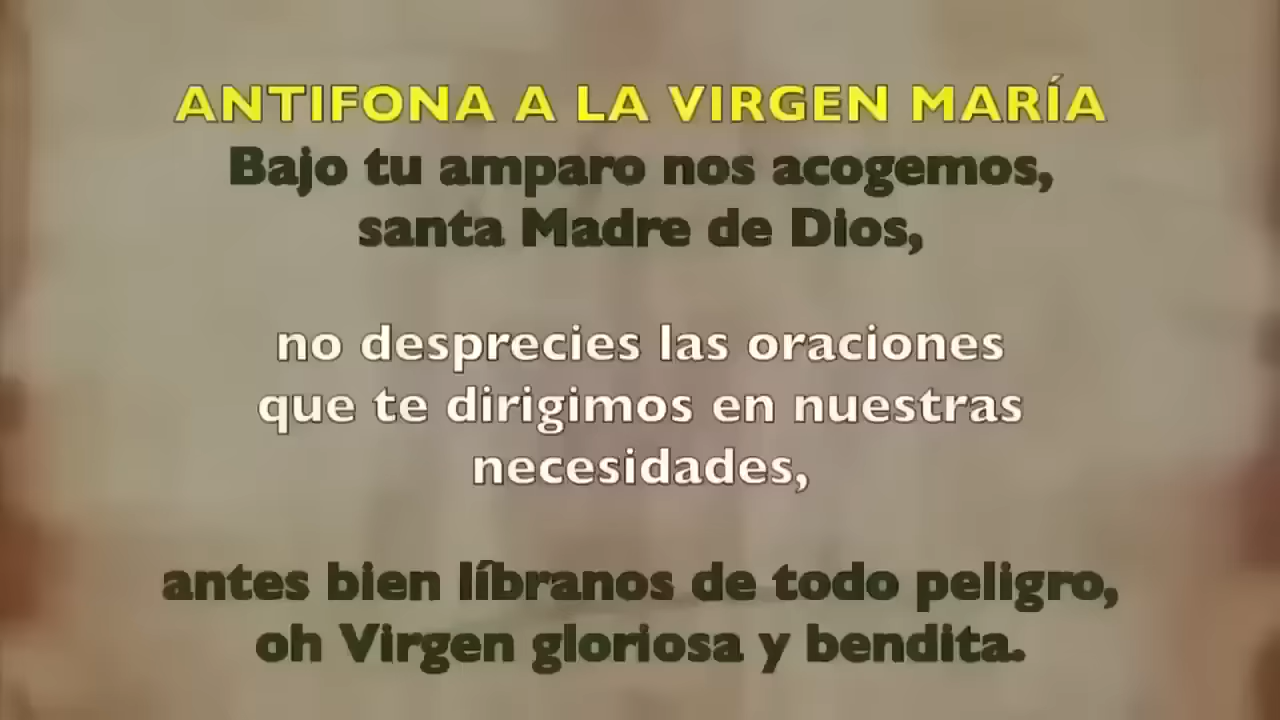 ANTIFONA A LA VIRGEN MARÍA
Bajo tu amparo nos acogemos,
santa Madre de Dios,
no desprecies las oraciones
que te dirigimos en nuestras
necesidades,
antes bien líbranos de todo peligro,
oh Virgen gloriosa y bendita.